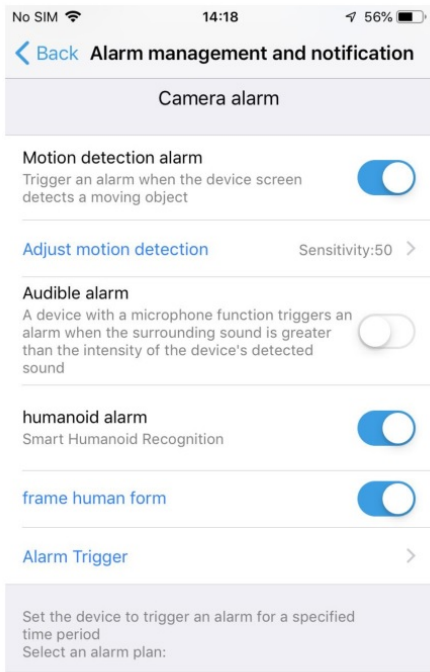 No SIM 14:18 56%
Back Alarm management and notification
Camera alarm
Motion detection alarm
Trigger an alarm when the device screen
detects a moving object
Adjust motion detection Sensitivity:50
Audible alarm
A device with a microphone function triggers an
alarm when the surrounding sound is greater
than the intensity of the device's detected
sound
humanoid alarm
Smart Humanoid Recognition
frame human form
Alarm Trigger
Set the device to trigger an alarm for a specified
time period
Select an alarm plan: